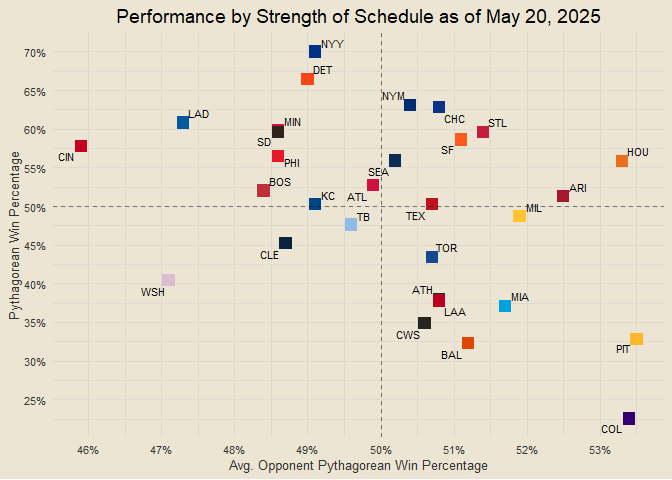 Performance by Strength of Schedule as of May 20, 2025
Pythagorean Win Percentage
70%
65%
60%
55%
50%
45%
40%
35%
30%
25%
NYY
DET
NYM
CHC
LAD
MIN
STL
SD
SF
CIN
PHI
HOU
SEA
BOS
ARI
KC
ATL
MIL
TEX
TB
TOR
CLE
WSH
ATH
MIA
LAA
CWS
PIT
BAL
COL
46%
47%
48%
49%
50%
51%
52%
53%
Avg. Opponent Pythagorean Win Percentage